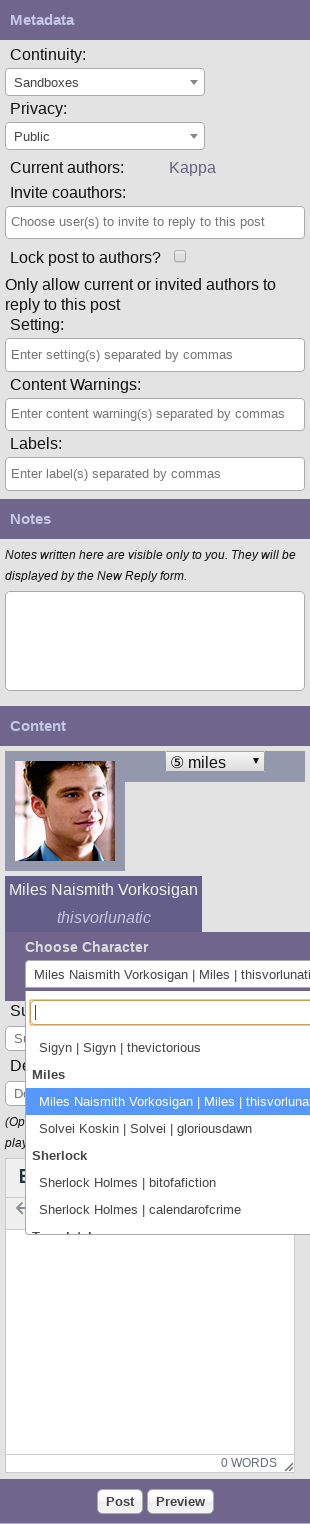 Metadata
Continuity:
Sandboxes
Privacy:
Public
Current authors: Kappa
Invite coauthors:
Choose user(s) to invite to reply to this post
Lock post to authors?
Only allow current or invited authors to
reply to this post
Setting:
Enter setting(s) separated by commas
Content Warnings:
Enter content warning(s) separated by commas
Labels:
Enter label(s) separated by commas
Notes
Notes written here are visible only to you. They will be
displayed by the New Reply form.
Content
⑤ miles
Miles Naismith Vorkosigan
thisvorlunatic
Choose Character
Miles Naismith Vorkosigan | Miles | thisvorlunati
Su
Su
De
De
(Op
play
Sigyn | Sigyn | thevictorious
Miles
Miles Naismith Vorkosigan | Miles | thisvorluna
Solvei Koskin | Solvei | gloriousdawn
Sherlock
Sherlock Holmes | bitofafiction
Sherlock Holmes | calendarofcrime
0 WORDS
Post Preview